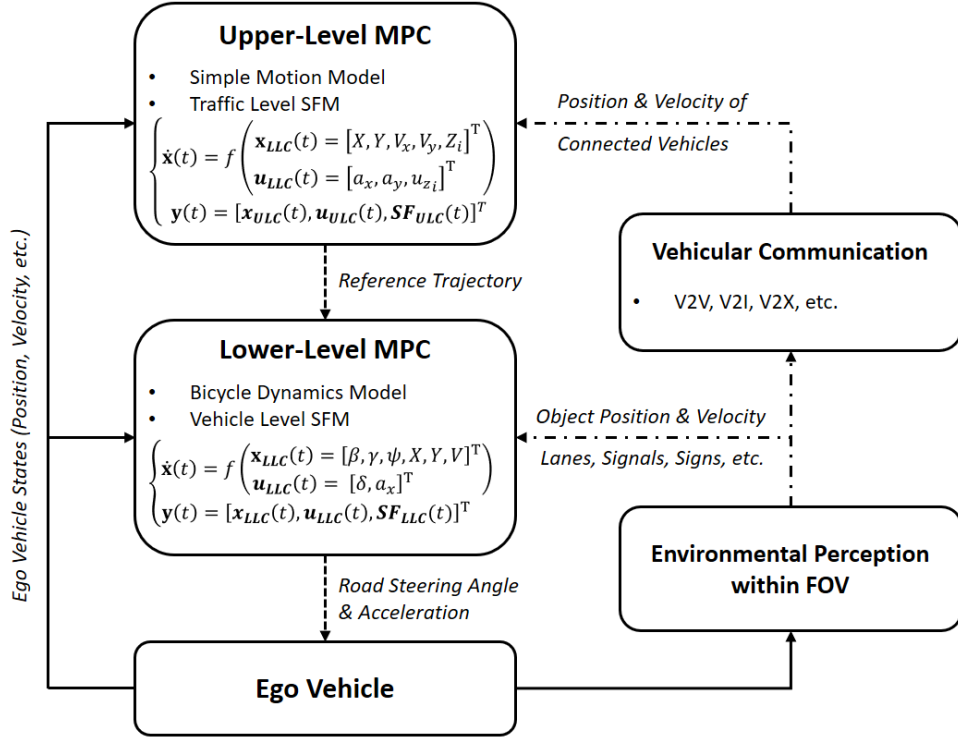 Upper-Level MPC
• Simple Motion Model
• Traffic Level SFM
ẋ(t) = f(
x_LLC(t) = [X, Y, V_x, V_y, Z_i]^T
u_LLC(t) = [a_x, a_y, u_{z_i}]^T
)
y(t) = [x_ULC(t), u_ULC(t), SF_ULC(t)]^T
Position & Velocity of
Connected Vehicles
Reference Trajectory
Vehicular Communication
• V2V, V2I, V2X, etc.
Ego Vehicle States (Position, Velocity, etc.)
Lower-Level MPC
• Bicycle Dynamics Model
• Vehicle Level SFM
ẋ(t) = f(
x_LLC(t) = [β, γ, ψ, X, Y, V]^T
u_LLC(t) = [δ, a_x]^T
)
y(t) = [x_LLC(t), u_LLC(t), SF_LLC(t)]^T
Object Position & Velocity
Lanes, Signals, Signs, etc.
Road Steering Angle
& Acceleration
Environmental Perception
within FOV
Ego Vehicle